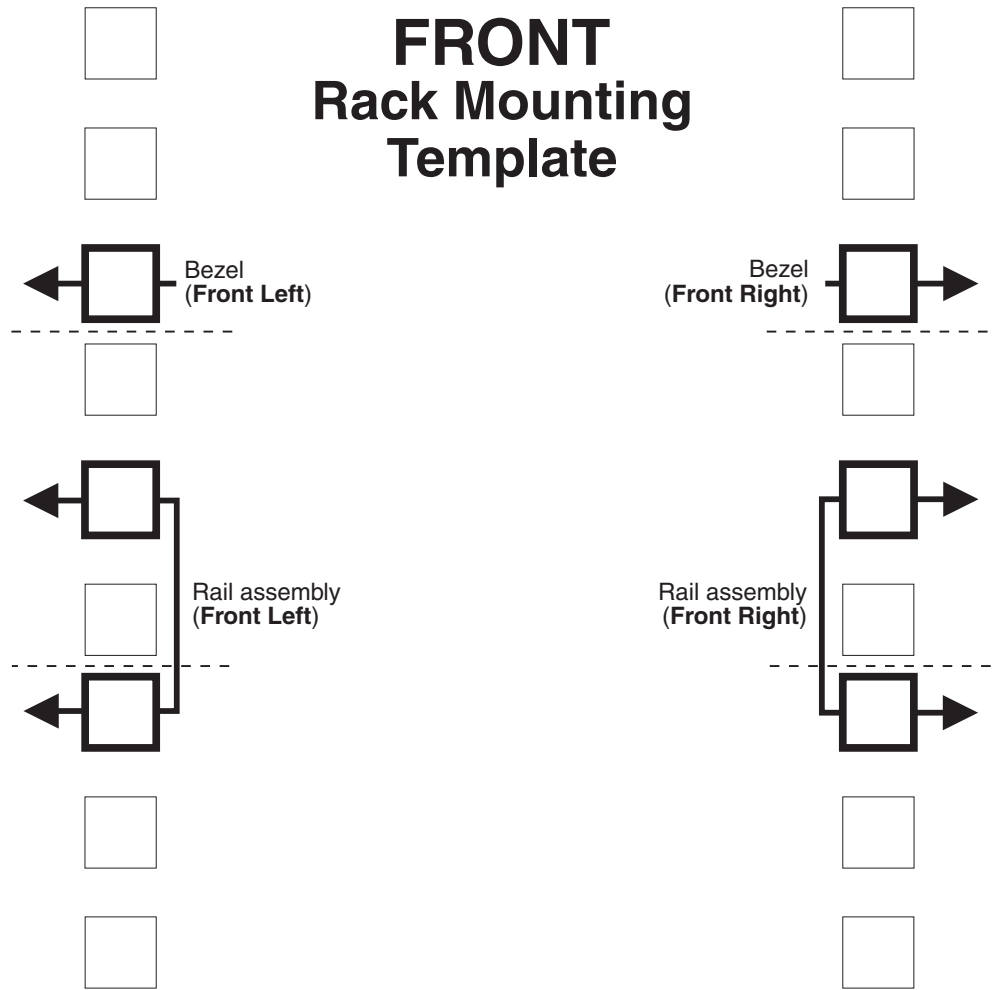 FRONT
Rack Mounting
Template
Bezel
(Front Left)
Bezel
(Front Right)
Rail assembly
(Front Left)
Rail assembly
(Front Right)